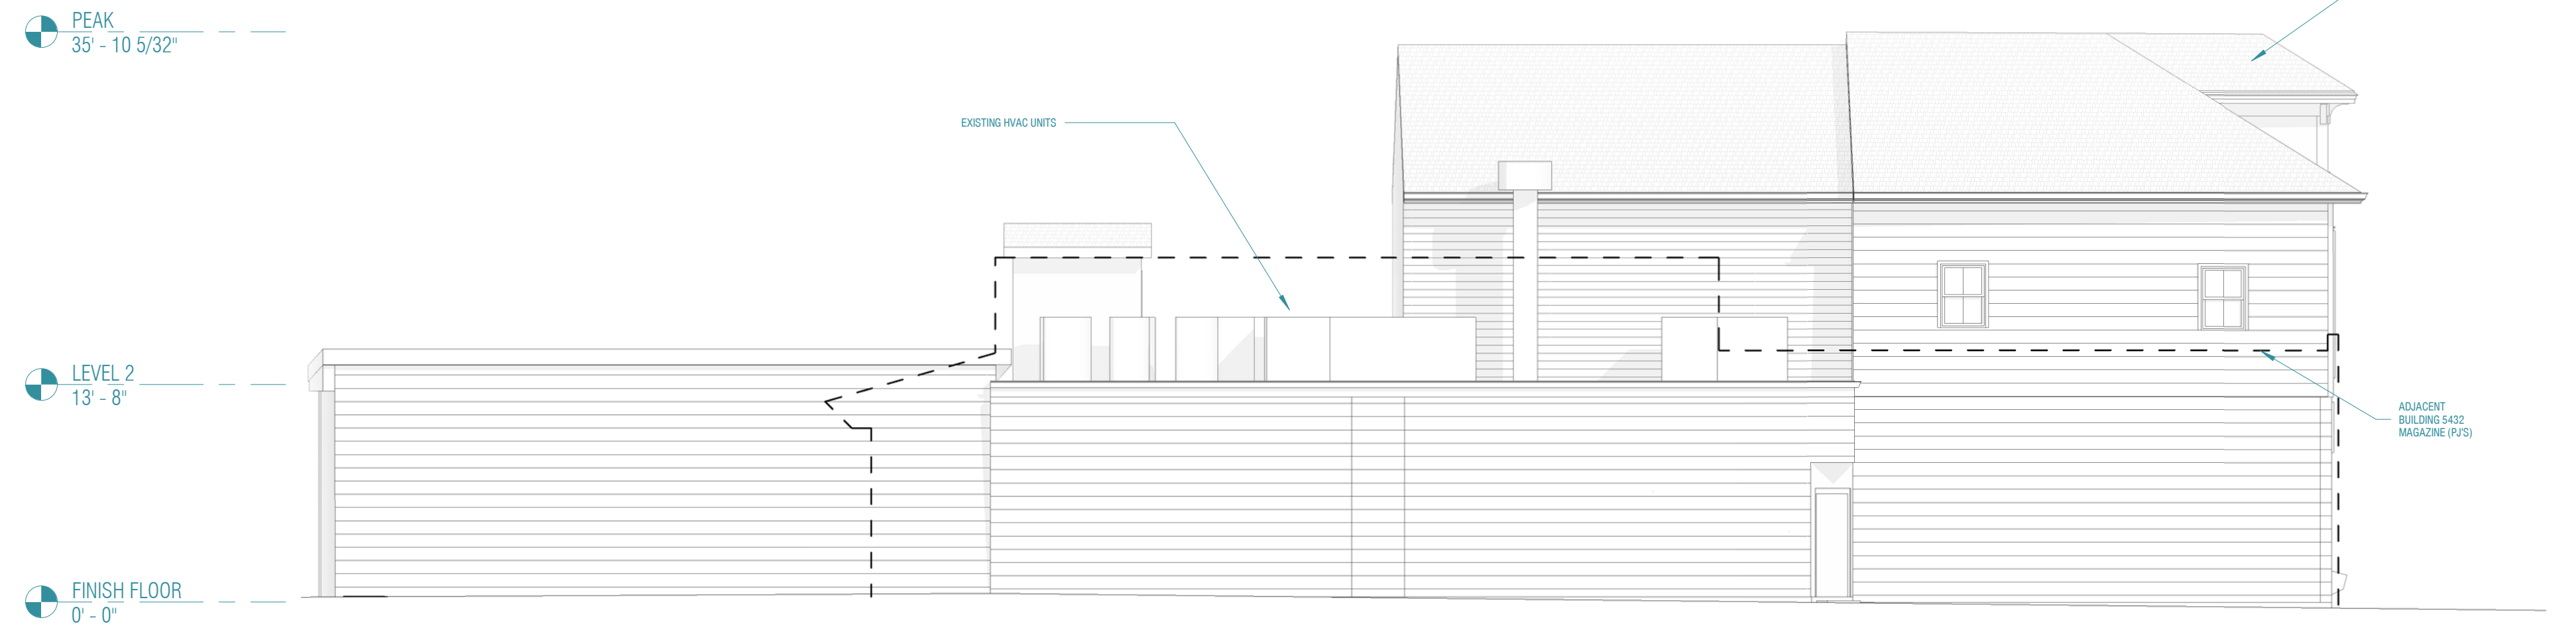 PEAK
35' - 10 5/32"
EXISTING HVAC UNITS
LEVEL 2
13' - 8"
ADJACENT
BUILDING 5432
MAGAZINE (PJ'S)
FINISH FLOOR
0' - 0"